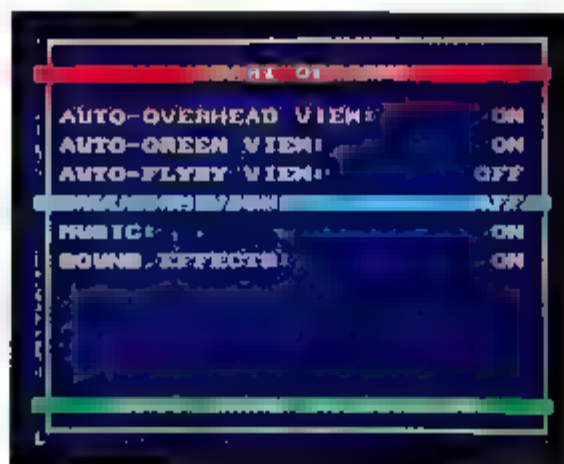 AUTO-OVERHEAD VIEW: ON
AUTO-GREEN VIEW: ON
AUTO-FLYBY VIEW: OFF
MUSIC: ON
SOUND EFFECTS: ON